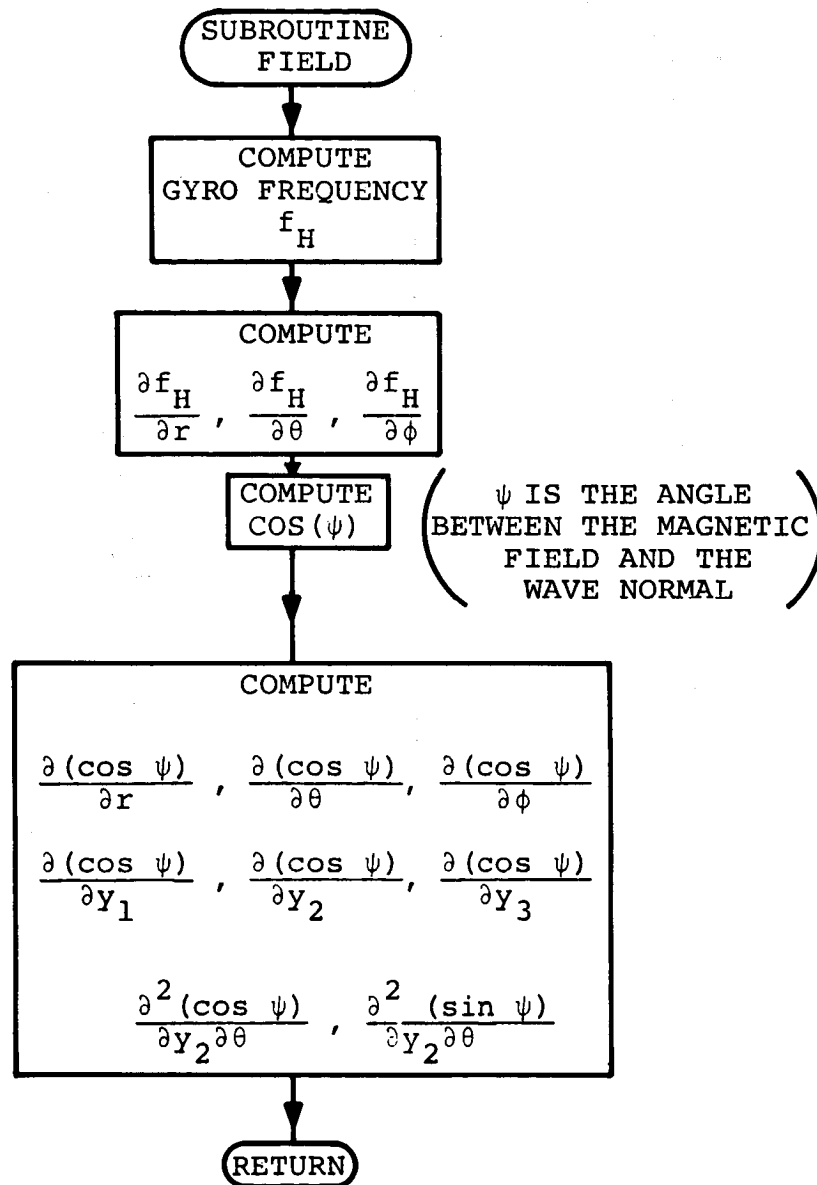 SUBROUTINE
FIELD
COMPUTE
GYRO FREQUENCY
f_H
COMPUTE
∂f_H/∂r , ∂f_H/∂θ , ∂f_H/∂ϕ
COMPUTE
COS(ψ)
ψ IS THE ANGLE
BETWEEN THE MAGNETIC
FIELD AND THE
WAVE NORMAL
COMPUTE
∂(cos ψ)/∂r , ∂(cos ψ)/∂θ , ∂(cos ψ)/∂ϕ
∂(cos ψ)/∂y_1 , ∂(cos ψ)/∂y_2 , ∂(cos ψ)/∂y_3
∂^2(cos ψ)/∂y_2∂θ , ∂^2(sin ψ)/∂y_2∂θ
RETURN